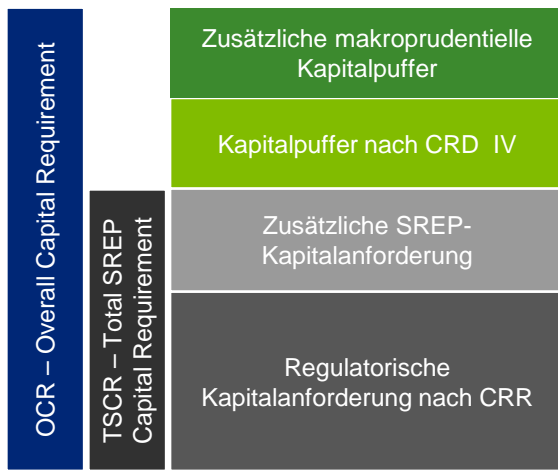 OCR – Overall Capital Requirement
TSCR – Total SREP
Capital Requirement
Zusätzliche makroprudentielle
Kapitalpuffer
Kapitalpuffer nach CRD  IV
Zusätzliche SREP-
Kapitalanforderung
Regulatorische
Kapitalanforderung nach CRR